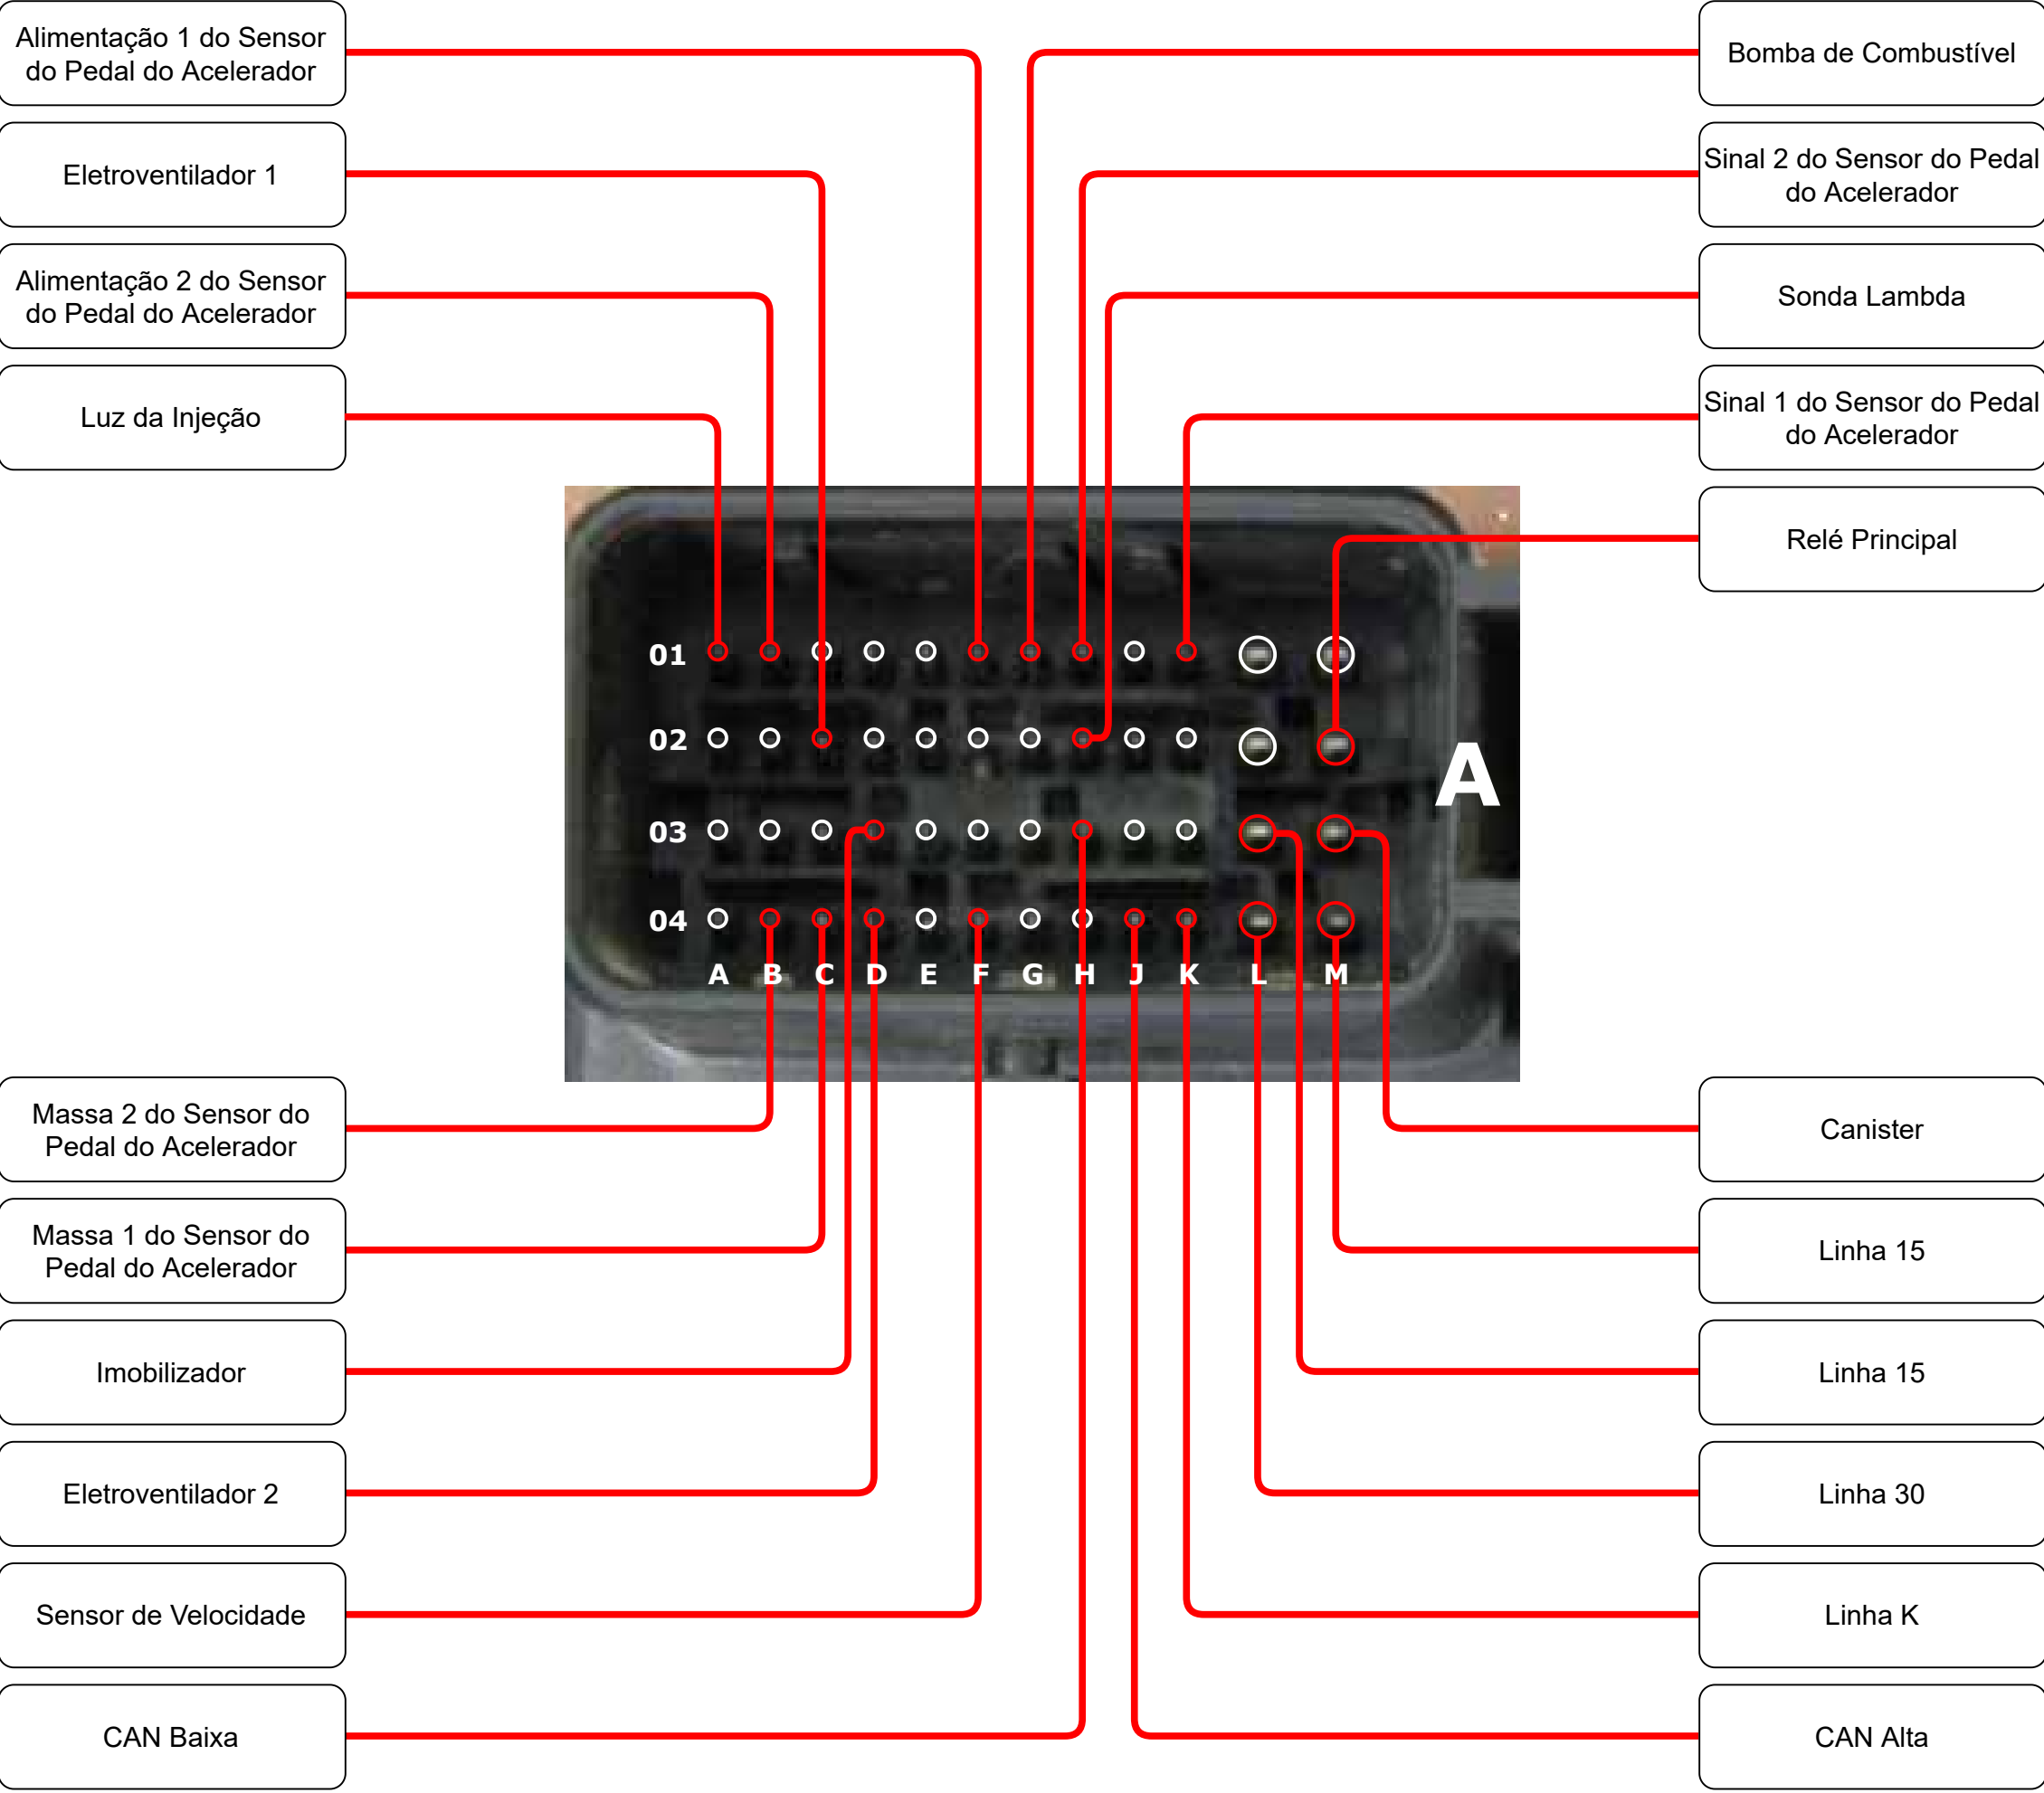 Alimentação 1 do Sensor
do Pedal do Acelerador
Bomba de Combustível
Eletroventilador 1
Sinal 2 do Sensor do Pedal
do Acelerador
Alimentação 2 do Sensor
do Pedal do Acelerador
Sonda Lambda
Luz da Injeção
Sinal 1 do Sensor do Pedal
do Acelerador
Relé Principal
01
02
A
03
04
A B C D E F G H J K L M
Massa 2 do Sensor do
Pedal do Acelerador
Canister
Massa 1 do Sensor do
Pedal do Acelerador
Linha 15
Imobilizador
Linha 15
Eletroventilador 2
Linha 30
Sensor de Velocidade
Linha K
CAN Baixa
CAN Alta